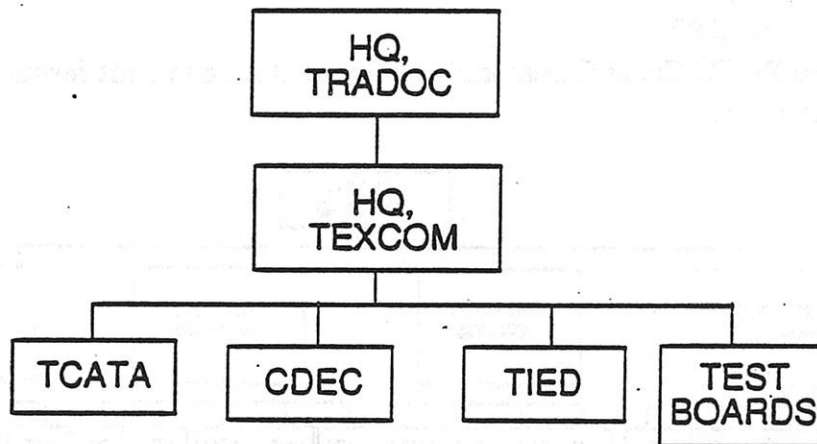 HQ,
TRADOC
HQ,
TEXCOM
TCATA
CDEC
TIED
TEST
BOARDS